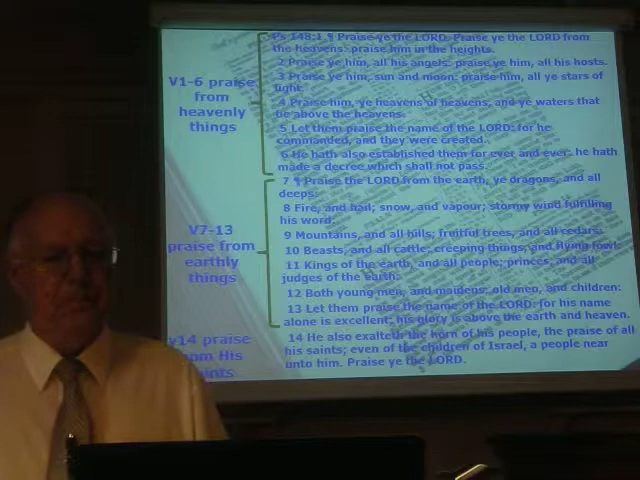 V1-6 praise
from
heavenly
things
Ps 148:1 ¶ Praise ye the LORD. Praise ye the LORD from
the heavens: praise him in the heights.
2 Praise ye him, all his angels: praise ye him, all his hosts.
3 Praise ye him, sun and moon: praise him, all ye stars of
light.
4 Praise him, ye heavens of heavens, and ye waters that
be above the heavens.
5 Let them praise the name of the LORD: for he
commanded, and they were created.
6 He hath also established them for ever and ever: he hath
made a decree which shall not pass.
V7-13
praise from
earthly
things
7 ¶ Praise the LORD from the earth, ye dragons, and all
deeps:
8 Fire, and hail; snow, and vapour; stormy wind fulfilling
his word:
9 Mountains, and all hills; fruitful trees, and all cedars:
10 Beasts, and all cattle; creeping things, and flying fowl:
11 Kings of the earth, and all people; princes, and all
judges of the earth:
12 Both young men, and maidens; old men, and children:
13 Let them praise the name of the LORD: for his name
alone is excellent; his glory is above the earth and heaven.
v14 praise
om His
ints
14 He also exalteth the horn of his people, the praise of all
his saints; even of the children of Israel, a people near
unto him. Praise ye the LORD.